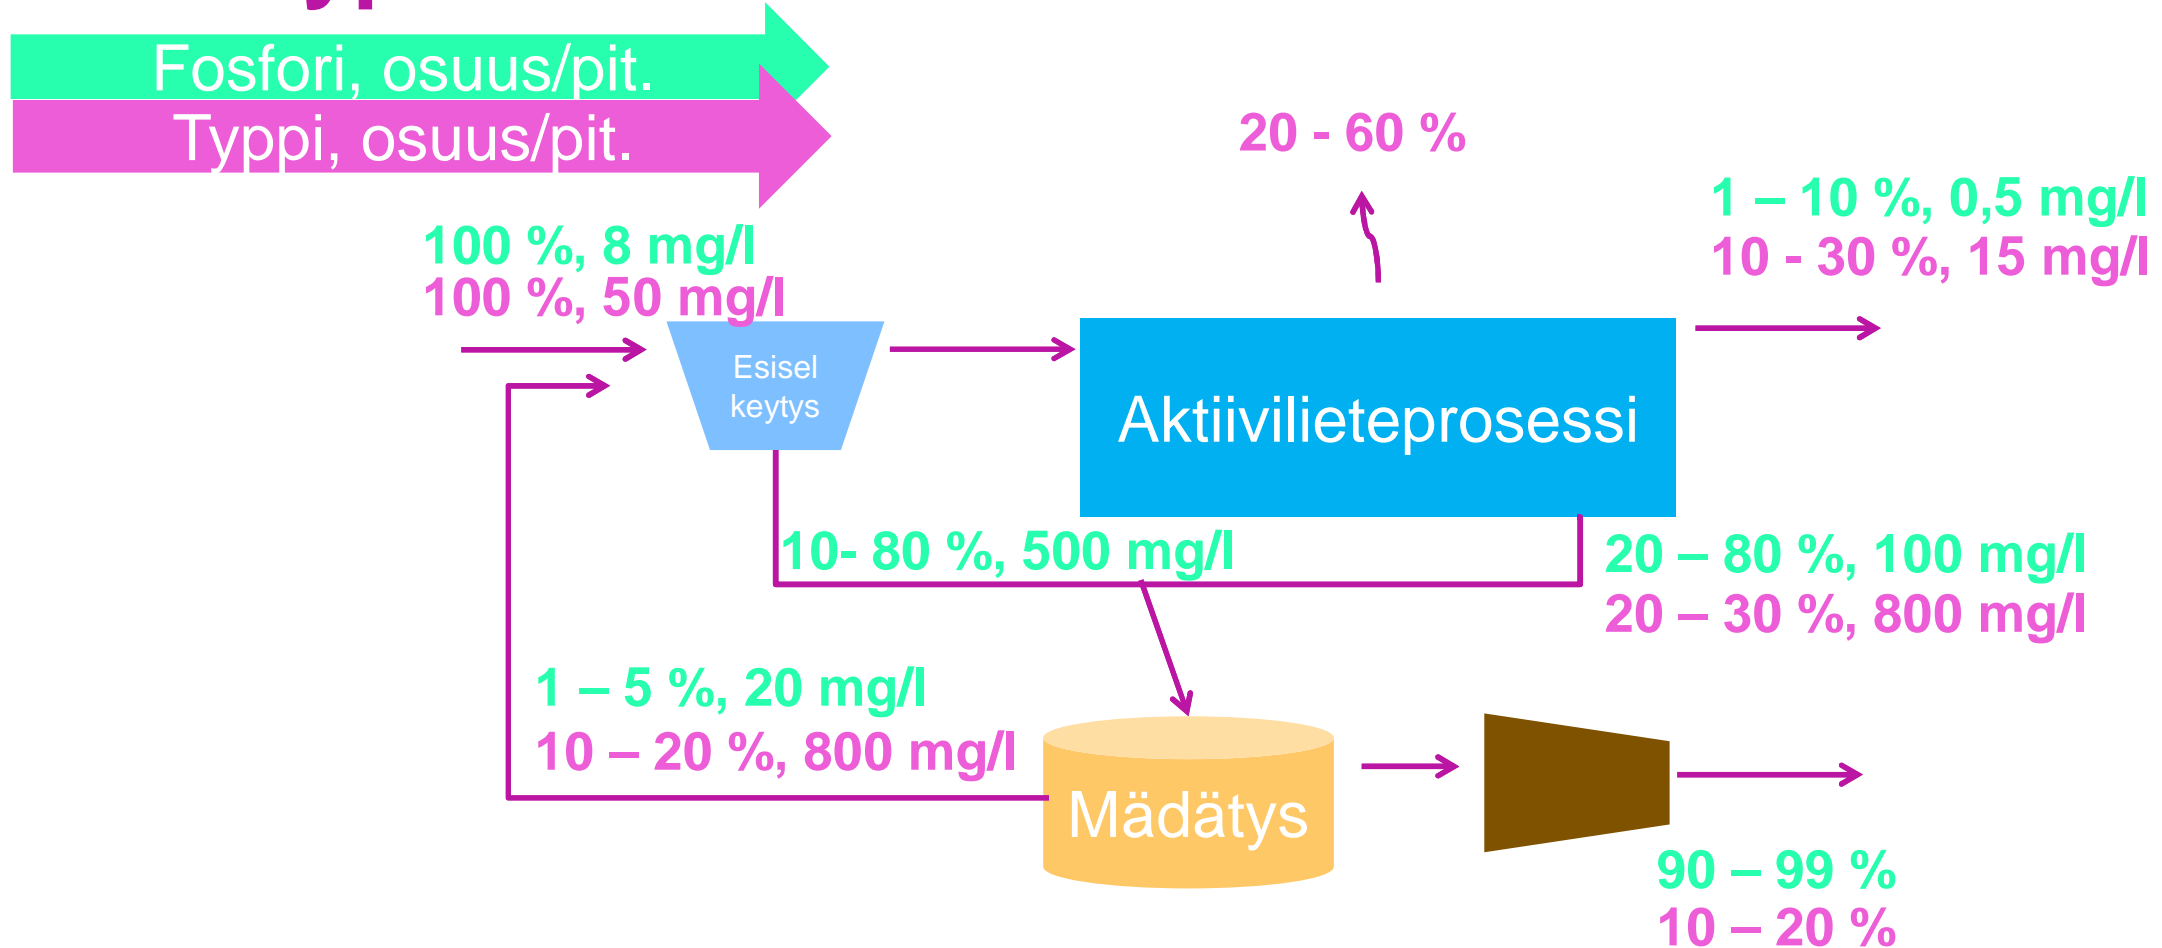 Fosfori, osuus/pit.
Typpi, osuus/pit.
20 - 60 %
1 – 10 %, 0,5 mg/l
10 - 30 %, 15 mg/l
100 %, 8 mg/l
100 %, 50 mg/l
Esisel
keytys
Aktiivilieteprosessi
10- 80 %, 500 mg/l
20 – 80 %, 100 mg/l
20 – 30 %, 800 mg/l
1 – 5 %, 20 mg/l
10 – 20 %, 800 mg/l
Mädätys
90 – 99 %
10 – 20 %